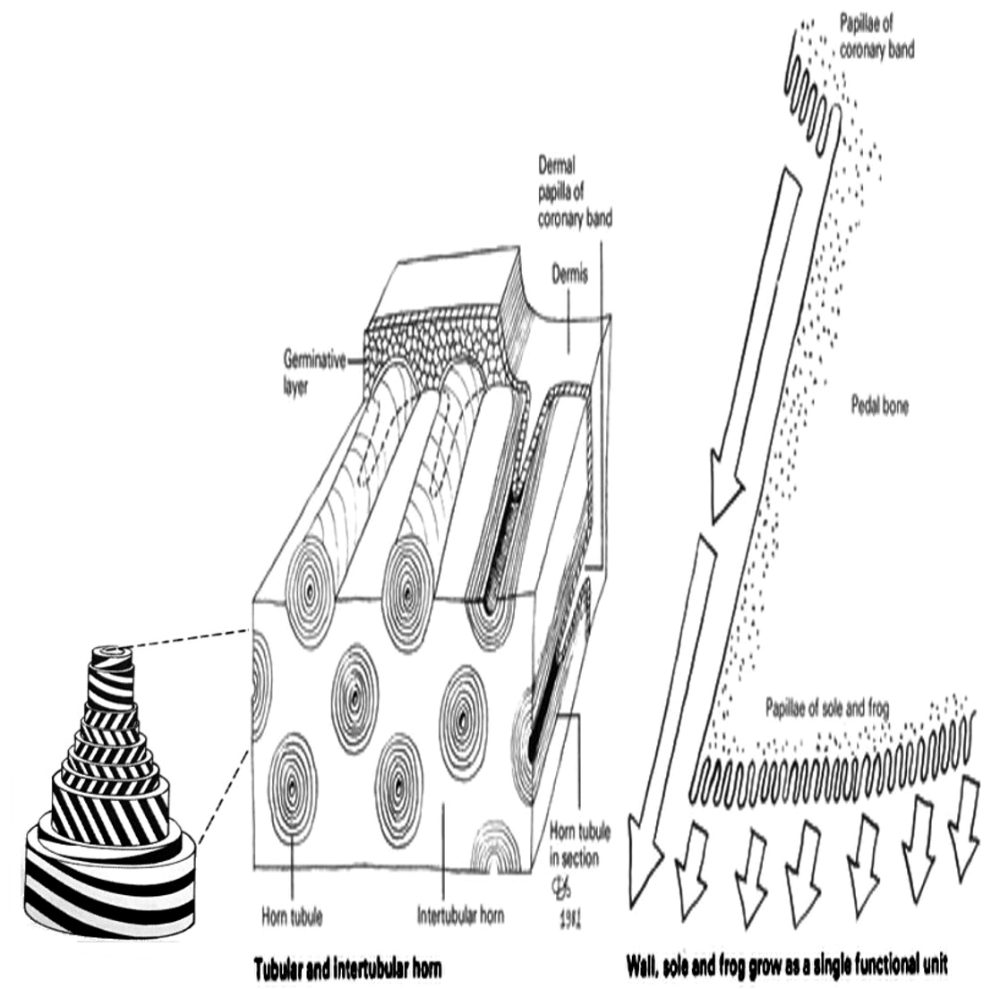 Papillae of
coronary band
Dermal
papilla of
coronary band
Dermis
Germinative
layer
Pedal bone
Papillae of sole and frog
Horn tubule
in section
1981
Horn tubule
Intertubular horn
Tubular and intertubular horn
Wall, sole and frog grow as a single functional unit